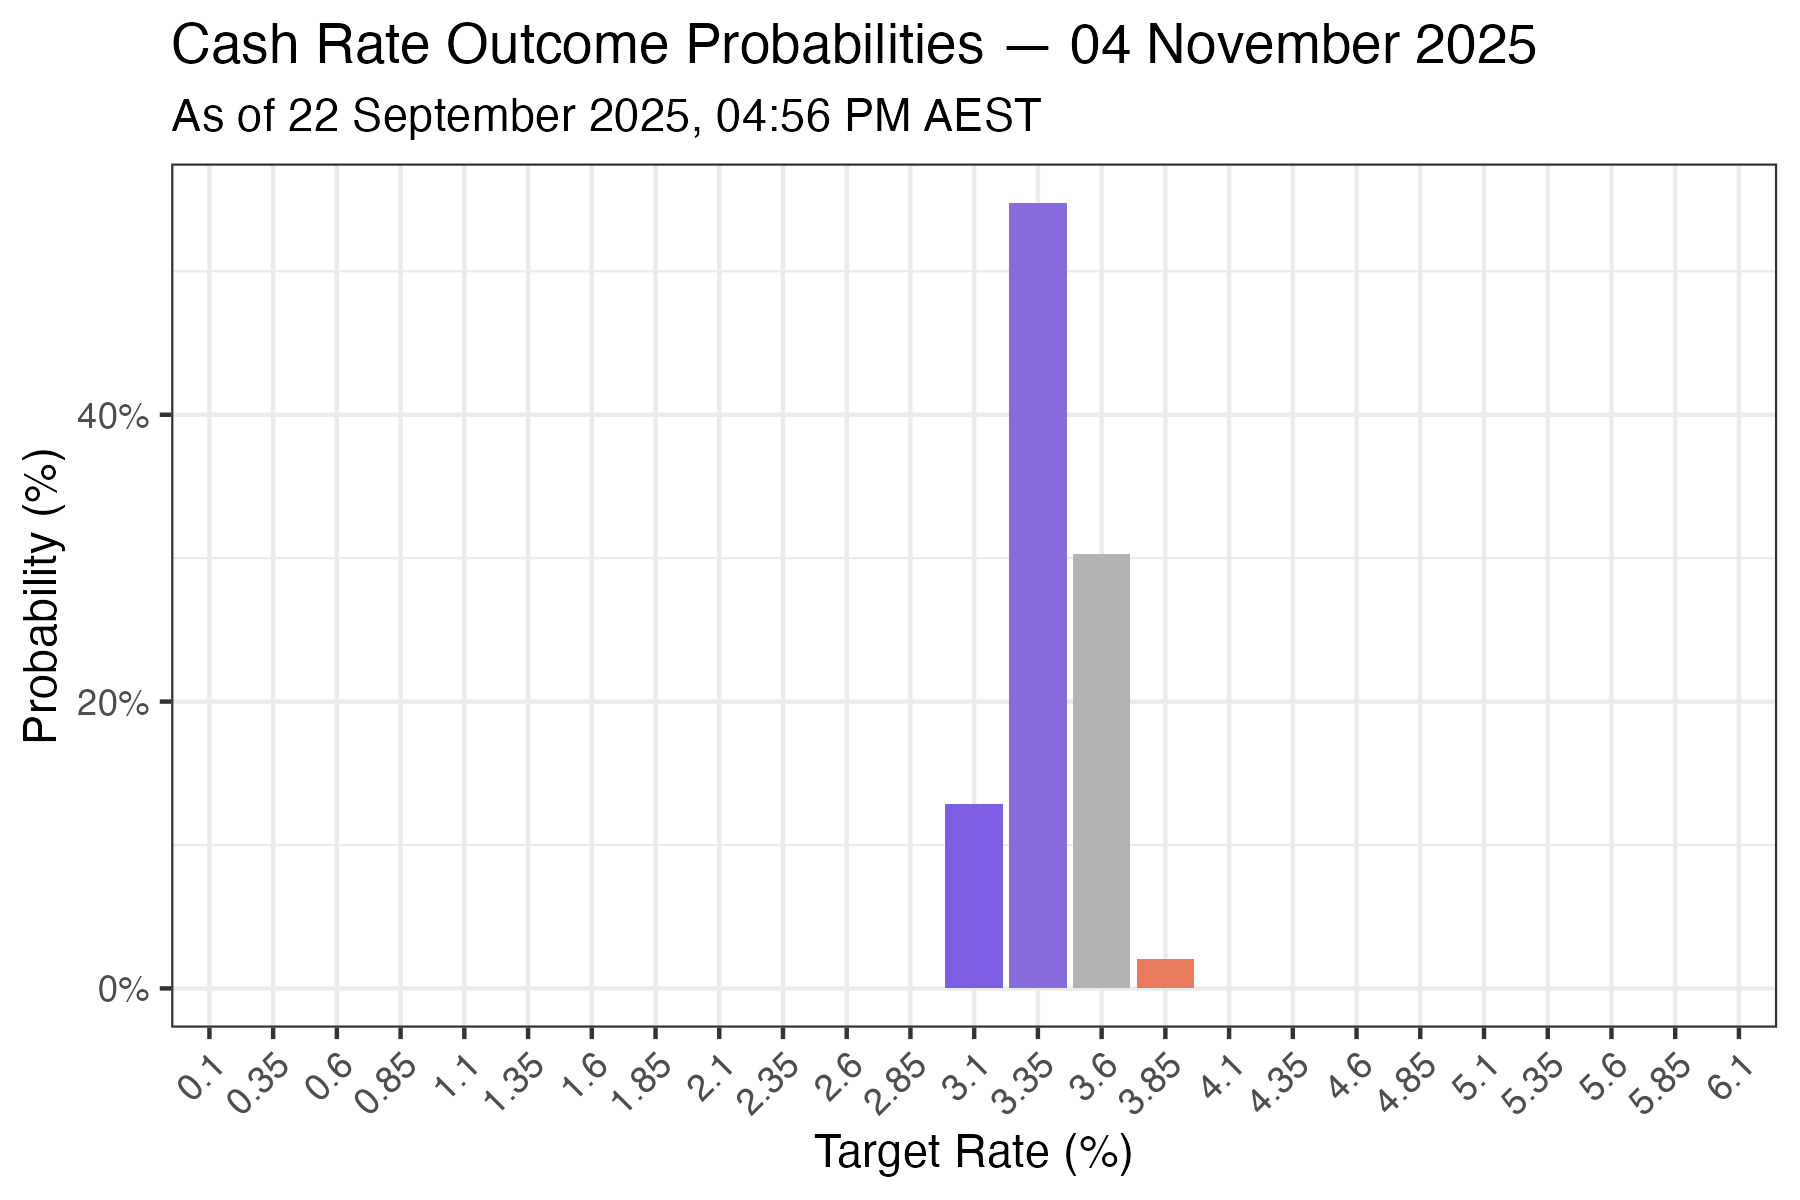 Cash Rate Outcome Probabilities — 04 November 2025
As of 22 September 2025, 04:56 PM AEST
Probability (%)
40%
20%
0%
0.1 0.35 0.6 0.85 1.1 1.35 1.6 1.85 2.1 2.35 2.6 2.85 3.1 3.35 3.6 3.85 4.1 4.35 4.6 4.85 5.1 5.35 5.6 5.85 6.1
Target Rate (%)